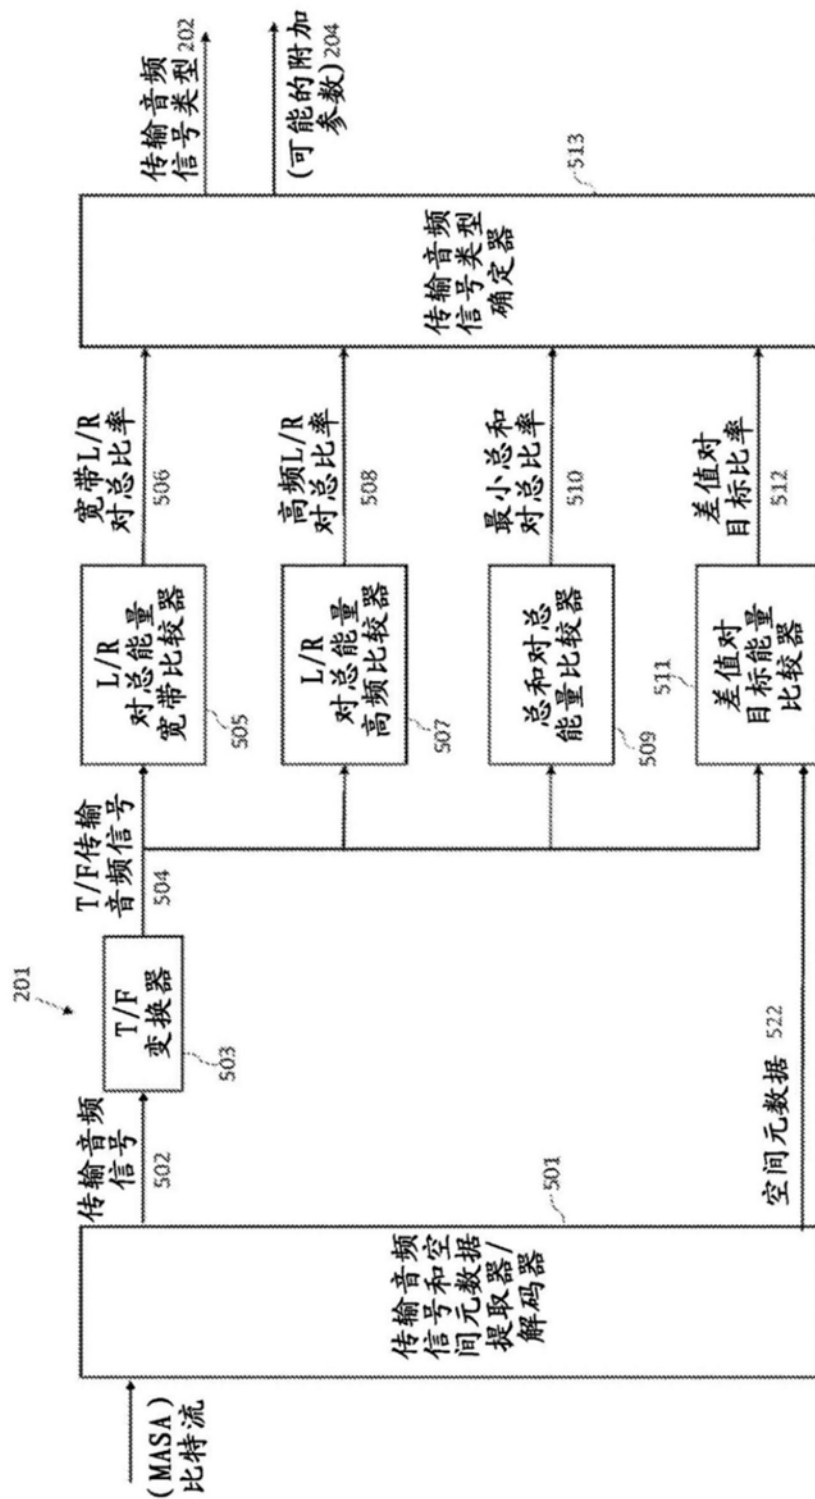 201
(MASA)
比特流
传输音频
信号和空
间元数据
提取器/
解码器
501
传输音频
信号
502
T/F
变换器
503
T/F传输
音频信号
504
空间元数据 522
L/R
对总能量
宽带比较器
505
L/R
对总能量
高频比较器
507
总和对总
能量比较器
509
差值对
目标能量
比较器
511
宽带L/R
对总比率
506
高频L/R
对总比率
508
最小总和
对总比率
510
差值对
目标比率
512
传输音频
信号类型
确定器
513
传输音频
信号类型 202
(可能的附加
参数) 204